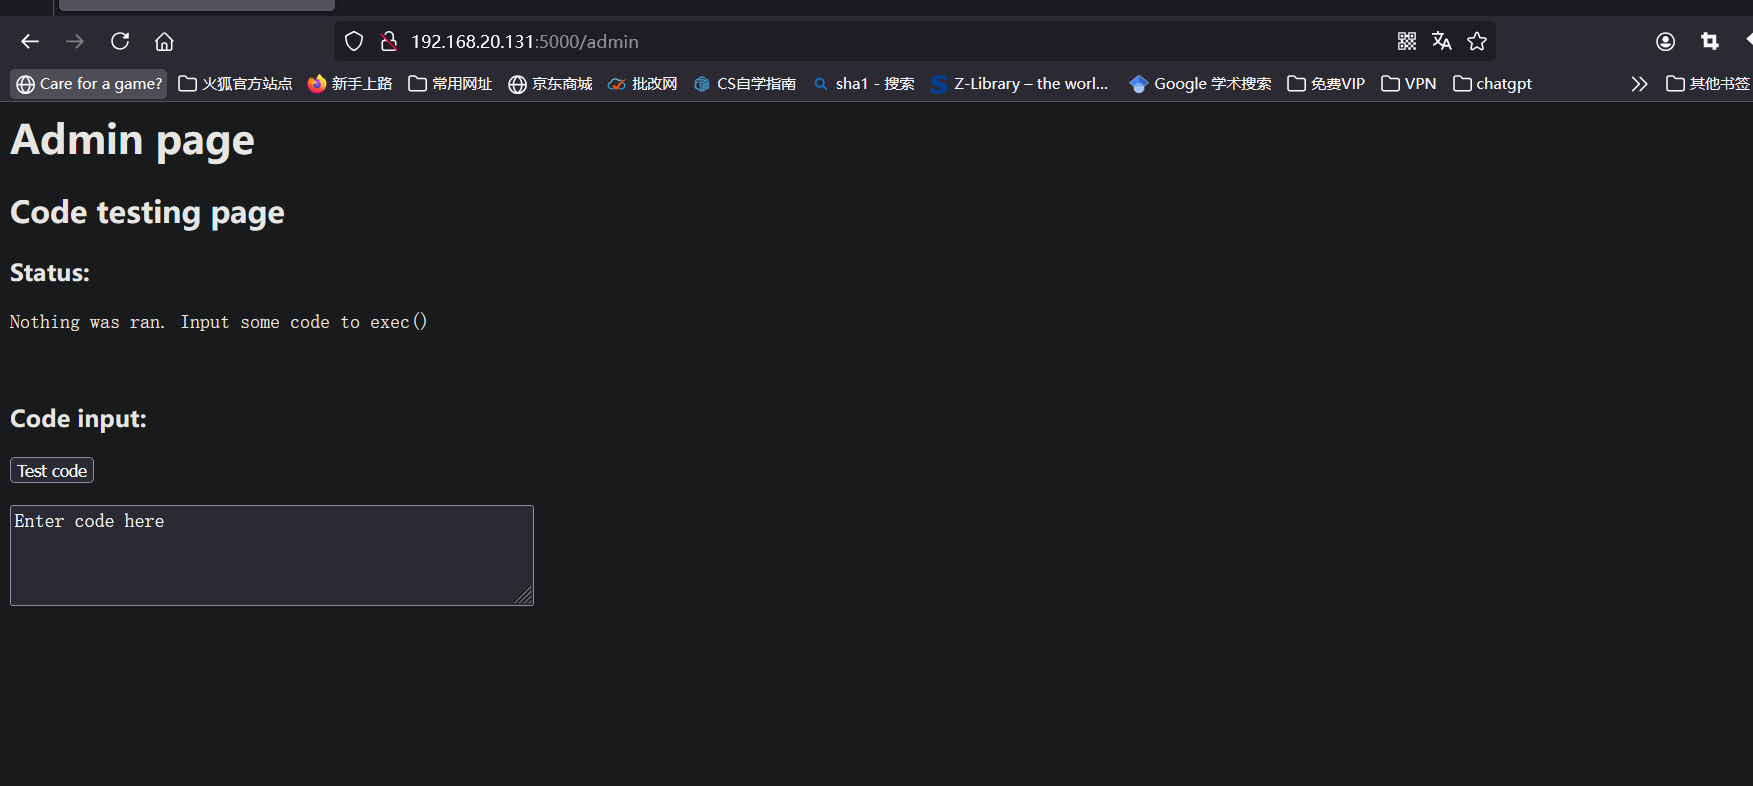 192.168.20.131:5000/admin
Care for a game? 火狐官方站点 新手上路 常用网址 京东商城 批改网 CS自学指南 sha1 - 搜索 Z-Library – the worl... Google 学术搜索 免费VIP VPN chatgpt 其他书签
Admin page
Code testing page
Status:
Nothing was ran. Input some code to exec()
Code input:
Test code
Enter code here